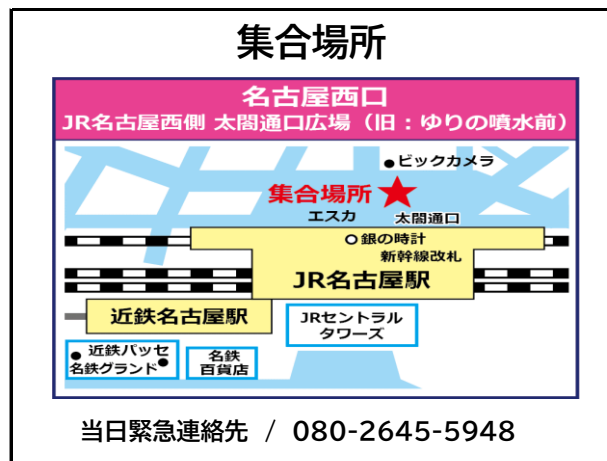 集合場所
名古屋西口
JR名古屋西側 太閤通口広場（旧：ゆりの噴水前）
●ビックカメラ
集合場所
エスカ 太閤通口
銀の時計
新幹線改札
JR名古屋駅
近鉄名古屋駅
JRセントラル
タワーズ
近鉄パッセ
名鉄グランド
名鉄
百貨店
当日緊急連絡先 / 080-2645-5948